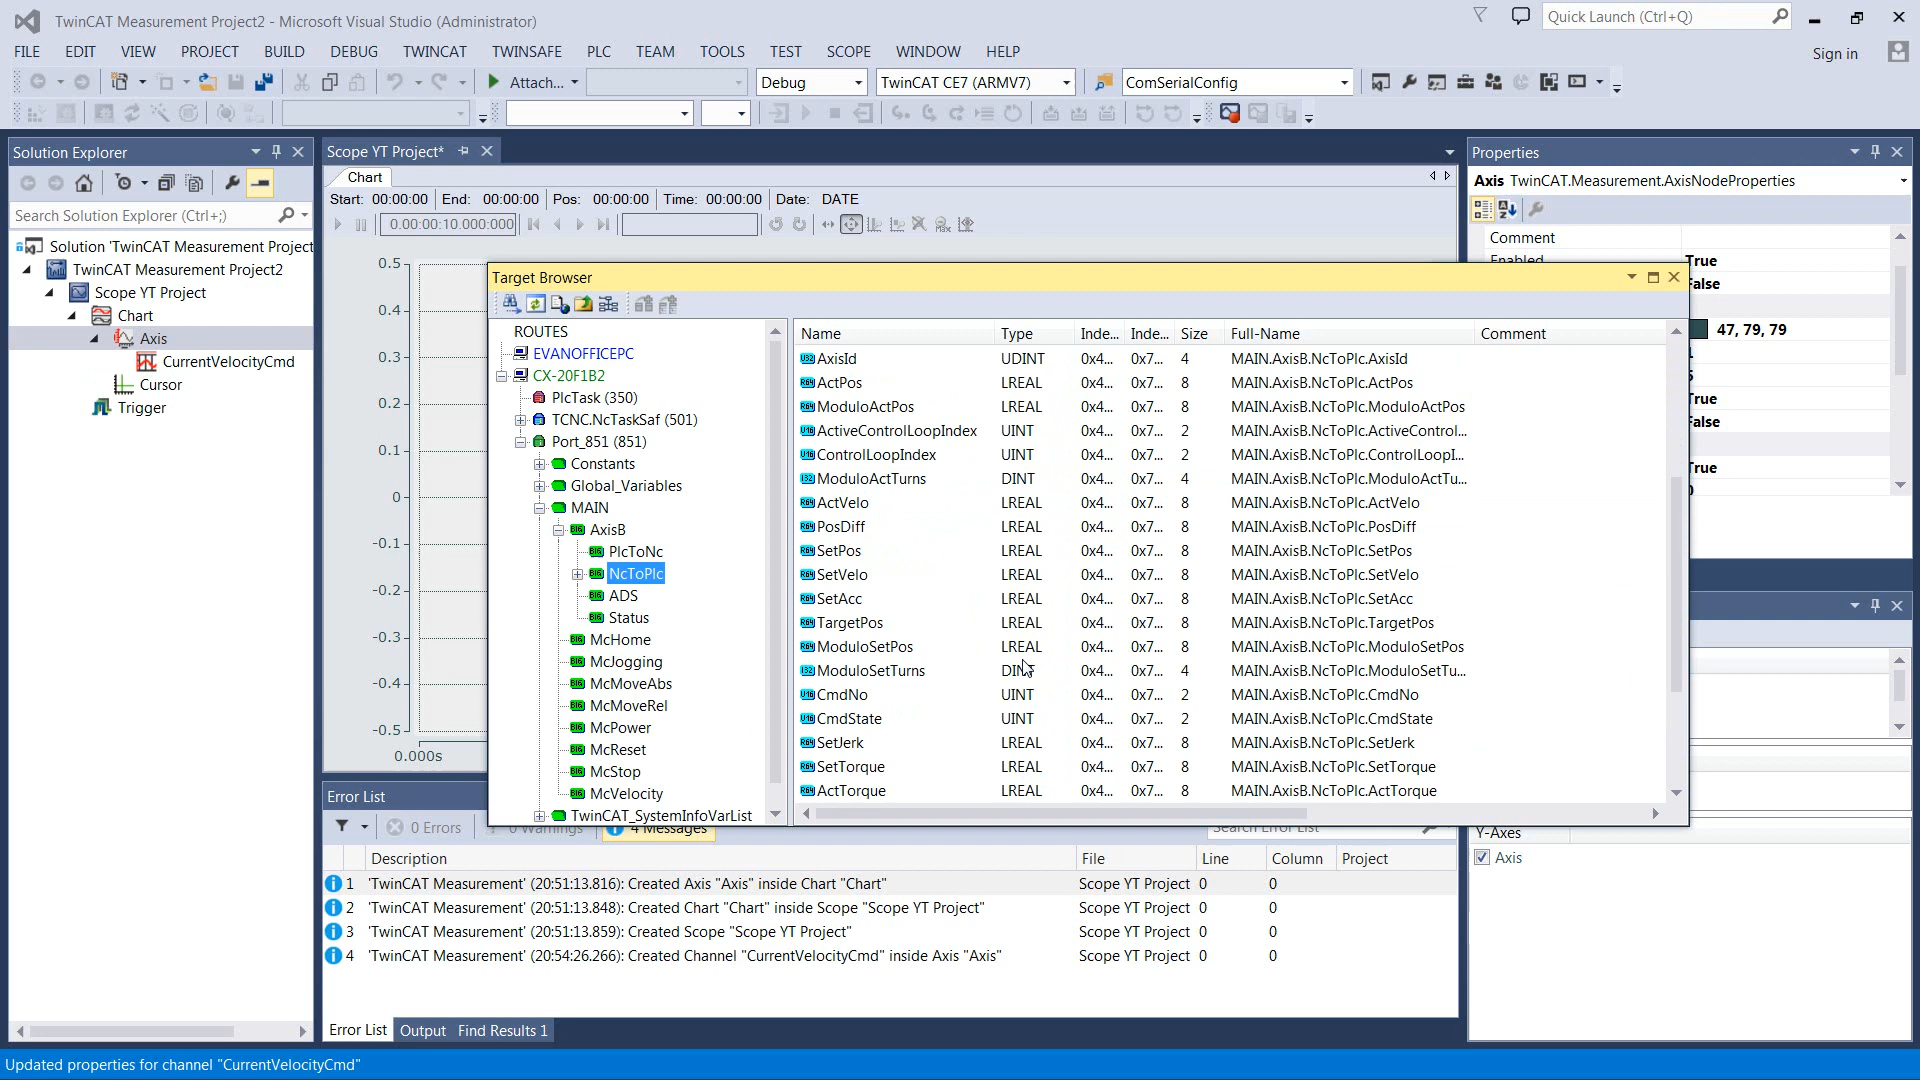 TwinCAT Measurement Project2 - Microsoft Visual Studio (Administrator)
Quick Launch (Ctrl+Q)
FILE EDIT VIEW PROJECT BUILD DEBUG TWINCAT TWINSAFE PLC TEAM TOOLS TEST SCOPE WINDOW HELP
Sign in
Attach... Debug TwinCAT CE7 (ARMV7) ComSerialConfig
Solution Explorer
Search Solution Explorer (Ctrl+;)
Solution 'TwinCAT Measurement Project
TwinCAT Measurement Project2
Scope YT Project
Chart
Axis
CurrentVelocityCmd
Cursor
Trigger
Scope YT Project*
Chart
Start: 00:00:00 End: 00:00:00 Pos: 00:00:00 Time: 00:00:00 Date: DATE
0.00:00:10.000:000
0.5
0.4
0.3
0.2
0.1
0
-0.1
-0.2
-0.3
-0.4
-0.5
0.000s
Target Browser
ROUTES
EVANOFFICEPC
CX-20F1B2
PlcTask (350)
TCNC.NcTaskSaf (501)
Port_851 (851)
Constants
Global_Variables
MAIN
AxisB
PlcToNc
NcToPlc
ADS
Status
McHome
McJogging
McMoveAbs
McMoveRel
McPower
McReset
McStop
McVelocity
TwinCAT_SystemInfoVarList
Name Type Inde... Inde... Size Full-Name Comment
AxisId UDINT 0x4... 0x7... 4 MAIN.AxisB.NcToPlc.AxisId
ActPos LREAL 0x4... 0x7... 8 MAIN.AxisB.NcToPlc.ActPos
ModuloActPos LREAL 0x4... 0x7... 8 MAIN.AxisB.NcToPlc.ModuloActPos
ActiveControlLoopIndex UINT 0x4... 0x7... 2 MAIN.AxisB.NcToPlc.ActiveControl...
ControlLoopIndex UINT 0x4... 0x7... 2 MAIN.AxisB.NcToPlc.ControlLoopI...
ModuloActTurns DINT 0x4... 0x7... 4 MAIN.AxisB.NcToPlc.ModuloActTu...
ActVelo LREAL 0x4... 0x7... 8 MAIN.AxisB.NcToPlc.ActVelo
PosDiff LREAL 0x4... 0x7... 8 MAIN.AxisB.NcToPlc.PosDiff
SetPos LREAL 0x4... 0x7... 8 MAIN.AxisB.NcToPlc.SetPos
SetVelo LREAL 0x4... 0x7... 8 MAIN.AxisB.NcToPlc.SetVelo
SetAcc LREAL 0x4... 0x7... 8 MAIN.AxisB.NcToPlc.SetAcc
TargetPos LREAL 0x4... 0x7... 8 MAIN.AxisB.NcToPlc.TargetPos
ModuloSetPos LREAL 0x4... 0x7... 8 MAIN.AxisB.NcToPlc.ModuloSetPos
ModuloSetTurns DINT 0x4... 0x7... 4 MAIN.AxisB.NcToPlc.ModuloSetTu...
CmdNo UINT 0x4... 0x7... 2 MAIN.AxisB.NcToPlc.CmdNo
CmdState UINT 0x4... 0x7... 2 MAIN.AxisB.NcToPlc.CmdState
SetJerk LREAL 0x4... 0x7... 8 MAIN.AxisB.NcToPlc.SetJerk
SetTorque LREAL 0x4... 0x7... 8 MAIN.AxisB.NcToPlc.SetTorque
ActTorque LREAL 0x4... 0x7... 8 MAIN.AxisB.NcToPlc.ActTorque
Properties
Axis TwinCAT.Measurement.AxisNodeProperties
Comment
Enabled True
False
47, 79, 79
True
False
True
Y-Axes
Axis
Error List
0 Errors 0 Warnings 4 Messages Search Error List
Description File Line Column Project
1 'TwinCAT Measurement' (20:51:13.816): Created Axis "Axis" inside Chart "Chart" Scope YT Project 0 0
2 'TwinCAT Measurement' (20:51:13.848): Created Chart "Chart" inside Scope "Scope YT Project" Scope YT Project 0 0
3 'TwinCAT Measurement' (20:51:13.859): Created Scope "Scope YT Project" Scope YT Project 0 0
4 'TwinCAT Measurement' (20:54:26.266): Created Channel "CurrentVelocityCmd" inside Axis "Axis" Scope YT Project 0 0
Error List Output Find Results 1
Updated properties for channel "CurrentVelocityCmd"